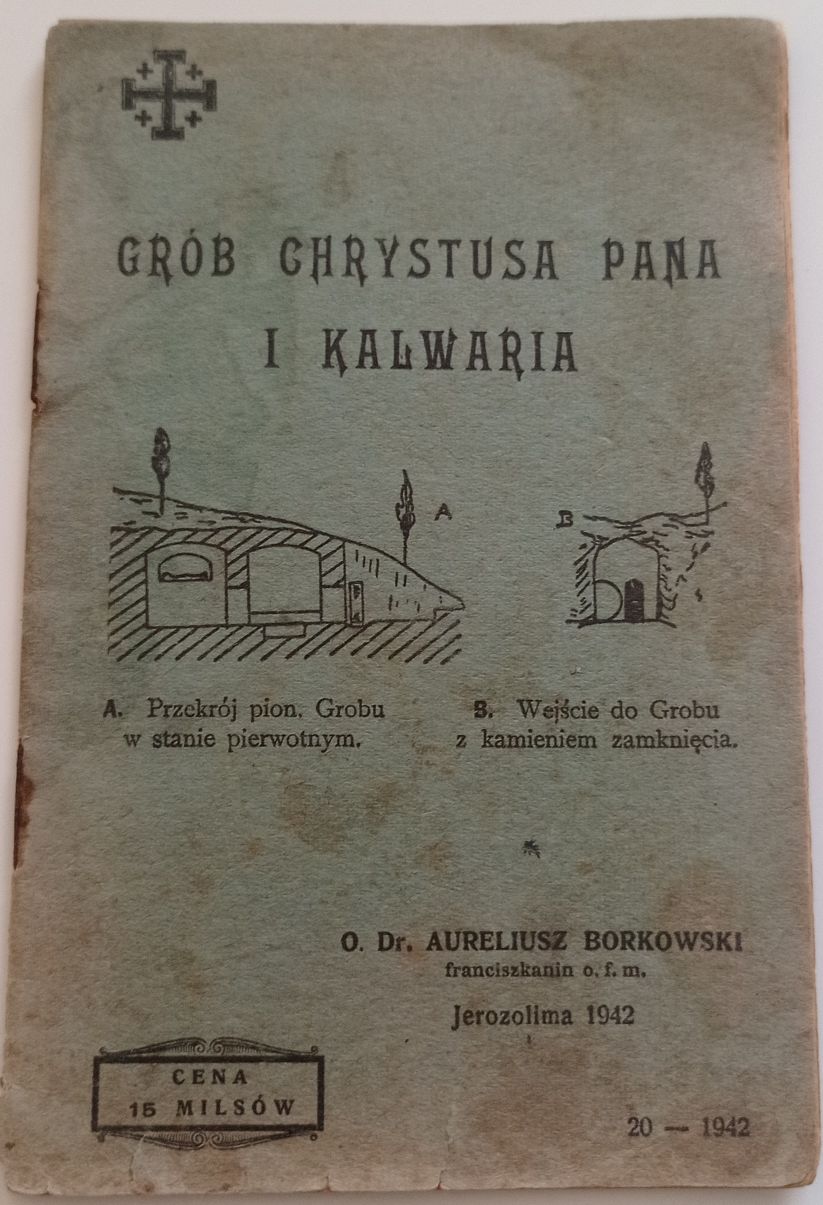 GRÓB CHRYSTUSA PANA
I KALWARIA
A
B
A. Przekrój pion. Grobu
w stanie pierwotnym.
B. Wejście do Grobu
z kamieniem zamknięcia.
O. Dr. AURELIUSZ BORKOWSKI
franciszkanin o. f. m.
Jerozolima 1942
CENA
15 MILSÓW
20 — 1942